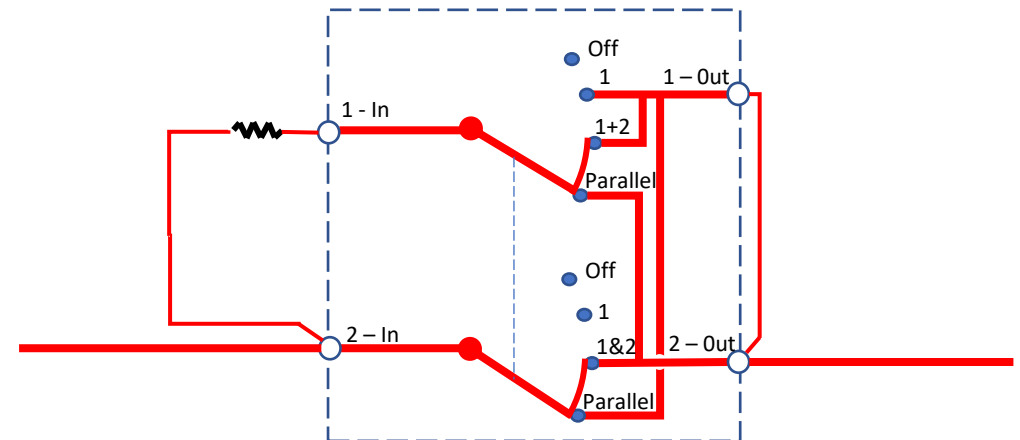 Off
1
1 – 0ut
1 - In
1+2
Parallel
Off
1
2 – In
1&2
2 – 0ut
Parallel